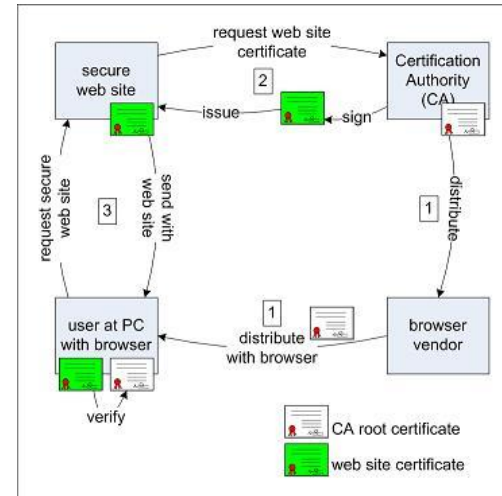 request web site
certificate
secure
web site
Certification
Authority
(CA)
2
issue
sign
request secure
web site
3
send with
web site
1
distribute
user at PC
with browser
1
distribute
with browser
browser
vendor
verify
CA root certificate
web site certificate